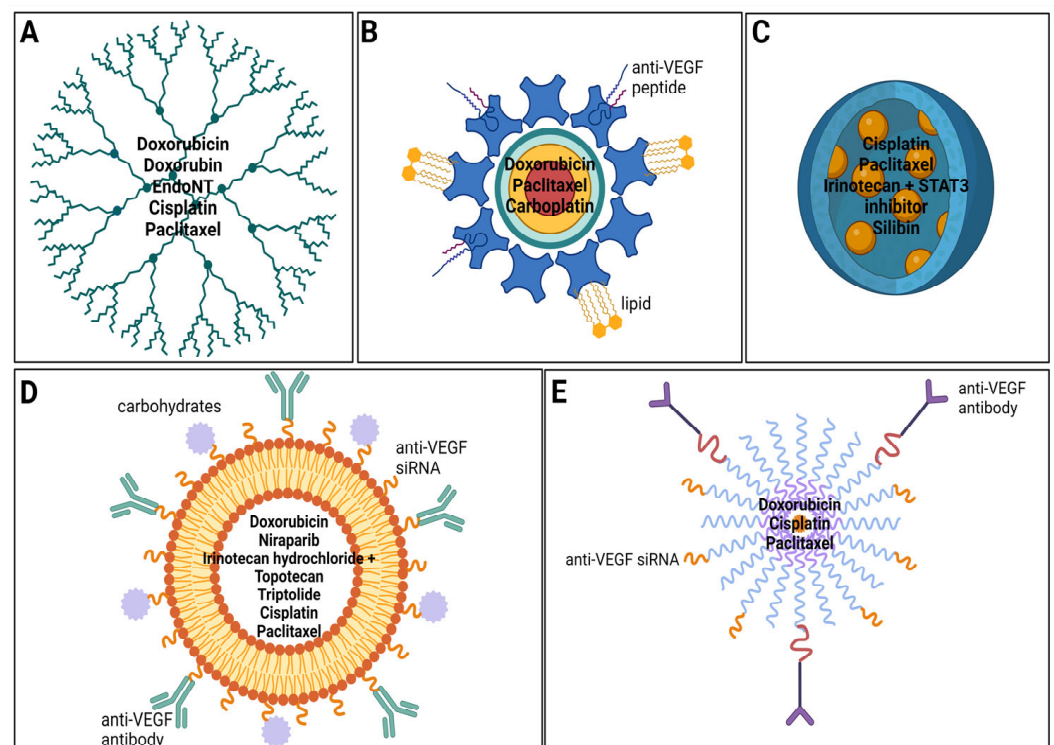 A
Doxorubicin
Doxorubin
EndoNT
Cisplatin
Paclitaxel
B
anti-VEGF
peptide
Doxorubicin
Paclitaxel
Carboplatin
lipid
C
Cisplatin
Paclitaxel
Irinotecan + STAT3
inhibitor
Silibin
D
carbohydrates
anti-VEGF
siRNA
Doxorubicin
Niraparib
Irinotecan hydrochloride +
Topotecan
Triptolide
Cisplatin
Paclitaxel
anti-VEGF
antibody
E
anti-VEGF
antibody
Doxorubicin
Cisplatin
Paclitaxel
anti-VEGF siRNA